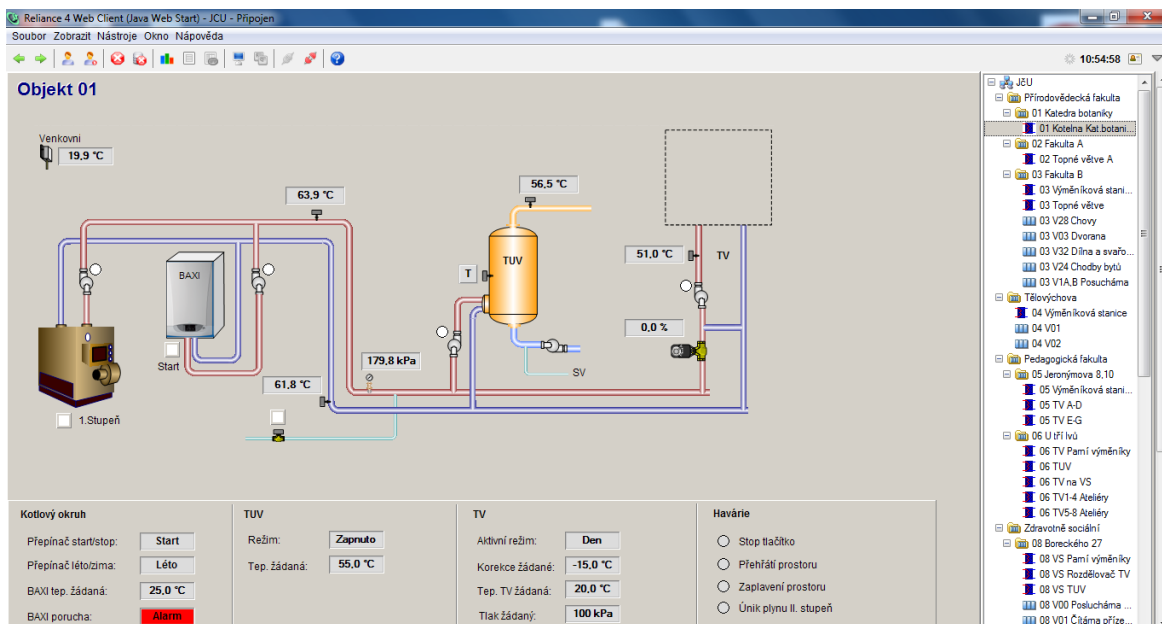 Reliance 4 Web Client (Java Web Start) - JCU - Připojen
Soubor Zobrazit Nástroje Okno Nápověda
10:54:58
Objekt 01
Venkovni
19,9 °C
63,9 °C
56,5 °C
BAXI
TUV
T
51,0 °C
TV
0,0 %
Start
179,8 kPa
SV
61,8 °C
1.Stupeň
Kotlový okruh
Přepínač start/stop: Start
Přepínač léto/zima: Léto
BAXI tep. žádaná: 25,0 °C
BAXI porucha: Alarm
TUV
Režim: Zapnuto
Tep. žádaná: 55,0 °C
TV
Aktivní režim: Den
Korekce žádané: -15,0 °C
Tep. TV žádaná: 20,0 °C
Tlak žádaný: 100 kPa
Havárie
Stop tlačítko
Přehřátí prostoru
Zaplavení prostoru
Únik plynu II. stupeň
JčU
Přírodovědecká fakulta
01 Katedra botaniky
01 Kotelna Kat.botani...
02 Fakulta A
02 Topné větve A
03 Fakulta B
03 Výměníková stani...
03 Topné větve
03 V28 Chovy
03 V03 Dvorana
03 V32 Dílna a svařo...
03 V24 Chodby bytů
03 V1A,B Posucháma
Tělovýchova
04 Výměníková stanice
04 V01
04 V02
Pedagogická fakulta
05 Jeronýmova 8,10
05 Výměníková stani...
05 TV A-D
05 TV E-G
06 U tří lvů
06 TV Parní výměníky
06 TUV
06 TV na VS
06 TV1-4 Ateliéry
06 TV5-8 Ateliéry
Zdravotně sociální
08 Boreckého 27
08 VS Parní výměníky
08 VS Rozdělovač TV
08 VS TUV
08 V00 Poslucháma ...
08 V01 Čítárna příze...